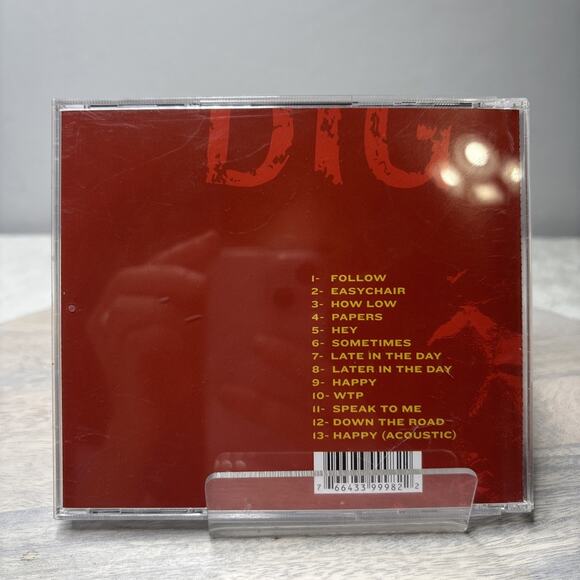 DIG
1- FOLLOW
2- EASYCHAIR
3- HOW LOW
4- PAPERS
5- HEY
6- SOMETIMES
7- LATE IN THE DAY
8- LATER IN THE DAY
9- HAPPY
10- WTP
11- SPEAK TO ME
12- DOWN THE ROAD
13- HAPPY (ACOUSTIC)
7 66433 99982 2